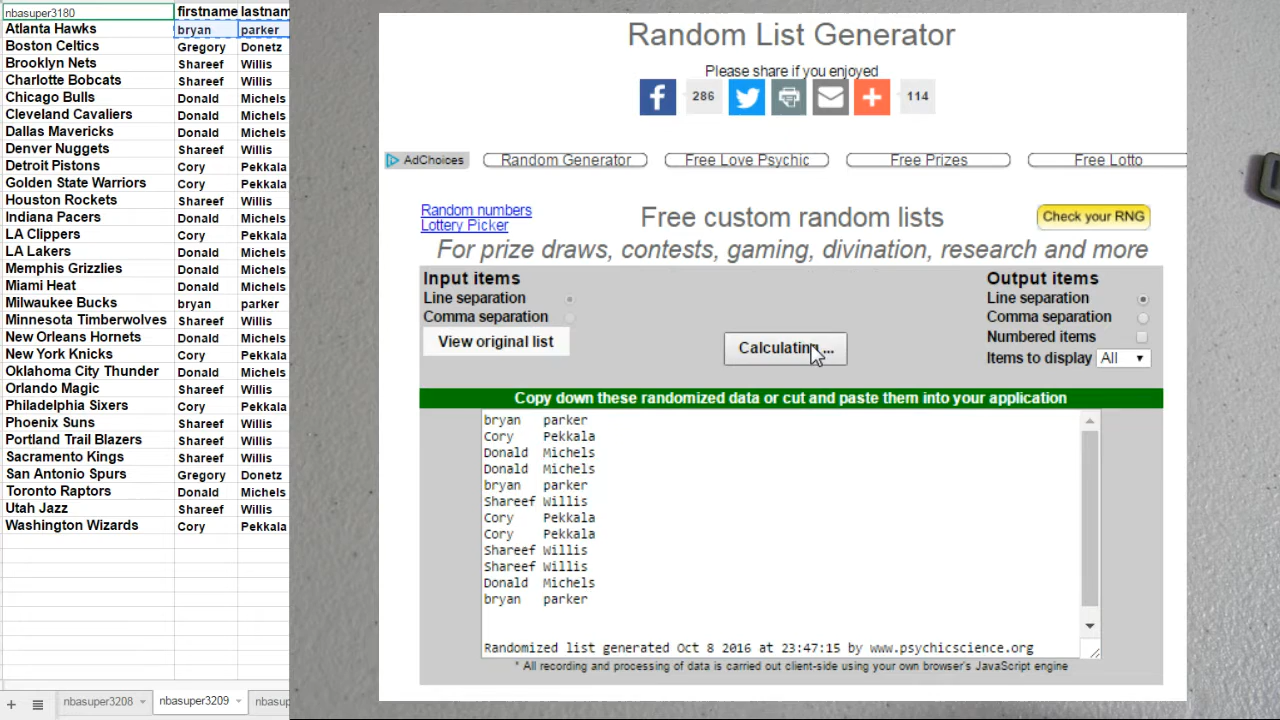 nbasuper3180 firstname lastnam
Atlanta Hawks bryan parker
Boston Celtics Gregory Donetz
Brooklyn Nets Shareef Willis
Charlotte Bobcats Shareef Willis
Chicago Bulls Donald Michels
Cleveland Cavaliers Donald Michels
Dallas Mavericks Donald Michels
Denver Nuggets Shareef Willis
Detroit Pistons Cory Pekkala
Golden State Warriors Cory Pekkala
Houston Rockets Shareef Willis
Indiana Pacers Donald Michels
LA Clippers Cory Pekkala
LA Lakers Donald Michels
Memphis Grizzlies Donald Michels
Miami Heat Donald Michels
Milwaukee Bucks bryan parker
Minnesota Timberwolves Shareef Willis
New Orleans Hornets Donald Michels
New York Knicks Cory Pekkala
Oklahoma City Thunder Donald Michels
Orlando Magic Shareef Willis
Philadelphia Sixers Cory Pekkala
Phoenix Suns Shareef Willis
Portland Trail Blazers Shareef Willis
Sacramento Kings Shareef Willis
San Antonio Spurs Gregory Donetz
Toronto Raptors Donald Michels
Utah Jazz Shareef Willis
Washington Wizards Cory Pekkala
nbasuper3208 nbasuper3209 nbasup
Random List Generator
Please share if you enjoyed
286 114
AdChoices Random Generator Free Love Psychic Free Prizes Free Lotto
Random numbers
Lottery Picker
Free custom random lists
Check your RNG
For prize draws, contests, gaming, divination, research and more
Input items
Line separation
Comma separation
View original list
Calculating ...
Output items
Line separation
Comma separation
Numbered items
Items to display All
Copy down these randomized data or cut and paste them into your application
bryan parker
Cory Pekkala
Donald Michels
Donald Michels
bryan parker
Shareef Willis
Cory Pekkala
Cory Pekkala
Shareef Willis
Shareef Willis
Donald Michels
bryan parker
Randomized list generated Oct 8 2016 at 23:47:15 by www.psychicscience.org
* All recording and processing of data is carried out client-side using your own browser's JavaScript engine